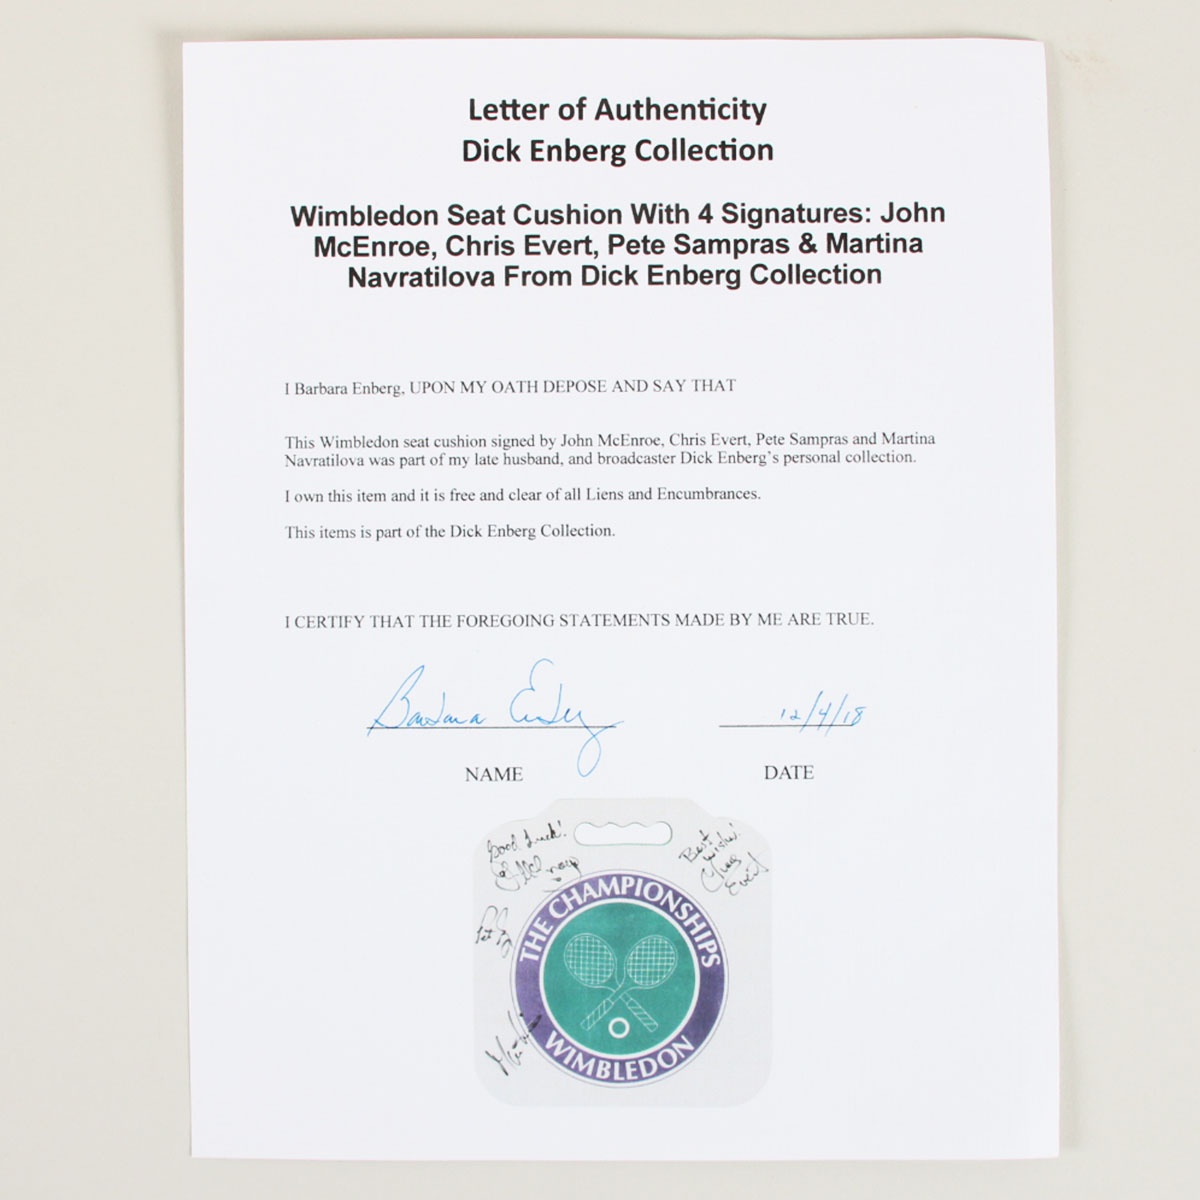 Letter of Authenticity
Dick Enberg Collection
Wimbledon Seat Cushion With 4 Signatures: John
McEnroe, Chris Evert, Pete Sampras & Martina
Navratilova From Dick Enberg Collection
I Barbara Enberg, UPON MY OATH DEPOSE AND SAY THAT
This Wimbledon seat cushion signed by John McEnroe, Chris Evert, Pete Sampras and Martina
Navratilova was part of my late husband, and broadcaster Dick Enberg's personal collection.
I own this item and it is free and clear of all Liens and Encumbrances.
This items is part of the Dick Enberg Collection.
I CERTIFY THAT THE FOREGOING STATEMENTS MADE BY ME ARE TRUE.
Barbara Enberg 12/4/18
NAME DATE
Good Luck!
Best
Wishes!
Chris
Evert
THE CHAMPIONSHIPS
WIMBLEDON